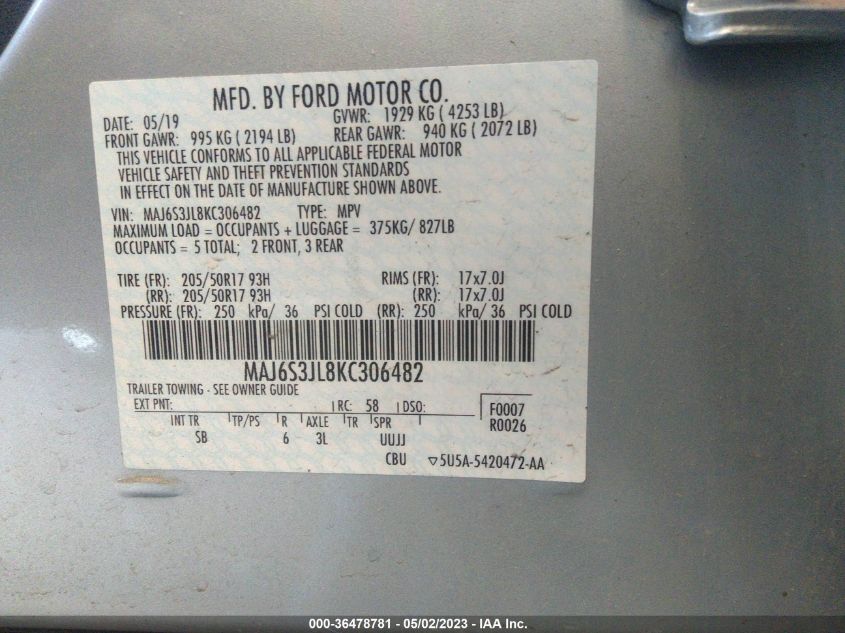 MFD. BY FORD MOTOR CO.
DATE: 05/19 GVWR: 1929 KG ( 4253 LB)
FRONT GAWR: 995 KG ( 2194 LB) REAR GAWR: 940 KG ( 2072 LB)
THIS VEHICLE CONFORMS TO ALL APPLICABLE FEDERAL MOTOR
VEHICLE SAFETY AND THEFT PREVENTION STANDARDS
IN EFFECT ON THE DATE OF MANUFACTURE SHOWN ABOVE.
VIN: MAJ6S3JL8KC306482 TYPE: MPV
MAXIMUM LOAD = OCCUPANTS + LUGGAGE = 375KG/ 827LB
OCCUPANTS = 5 TOTAL; 2 FRONT, 3 REAR
TIRE (FR): 205/50R17 93H RIMS (FR): 17x7.0J
(RR): 205/50R17 93H (RR): 17x7.0J
PRESSURE (FR): 250 kPa/ 36 PSI COLD (RR): 250 kPa/ 36 PSI COLD
MAJ6S3JL8KC306482
TRAILER TOWING - SEE OWNER GUIDE
EXT PNT: RC: 58 DSO: F0007
R0026
INT TR TP/PS R AXLE TR SPR
SB 6 3L UUJJ
CBU ▽5U5A-5420472-AA
000-36478781 - 05/02/2023 - IAA Inc.